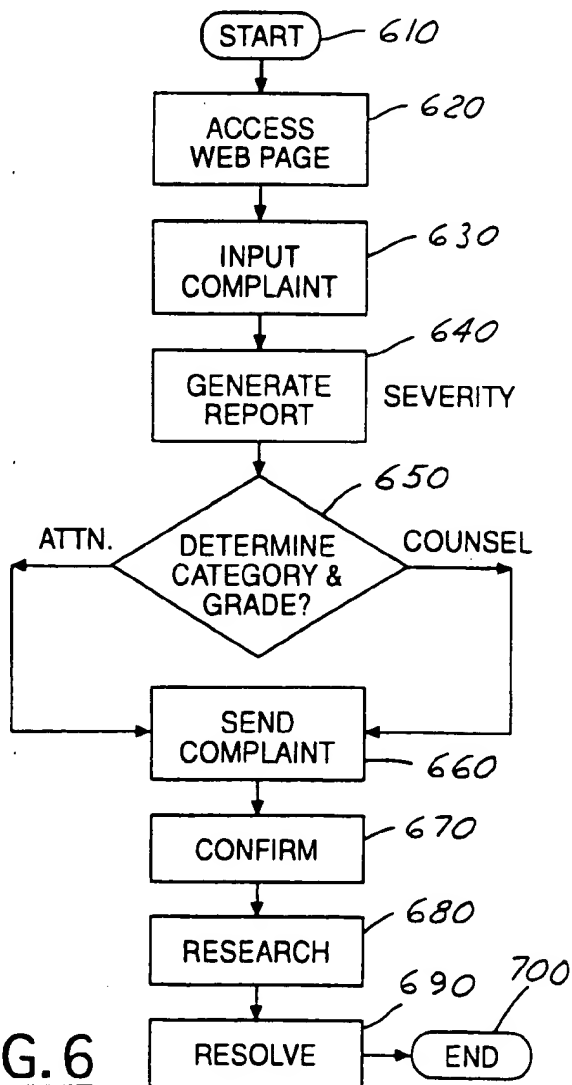 START
610
ACCESS
WEB PAGE
620
INPUT
COMPLAINT
630
GENERATE
REPORT
640
SEVERITY
650
ATTN.
DETERMINE
CATEGORY &
GRADE?
COUNSEL
SEND
COMPLAINT
660
CONFIRM
670
RESEARCH
680
RESOLVE
690
END
700
G. 6